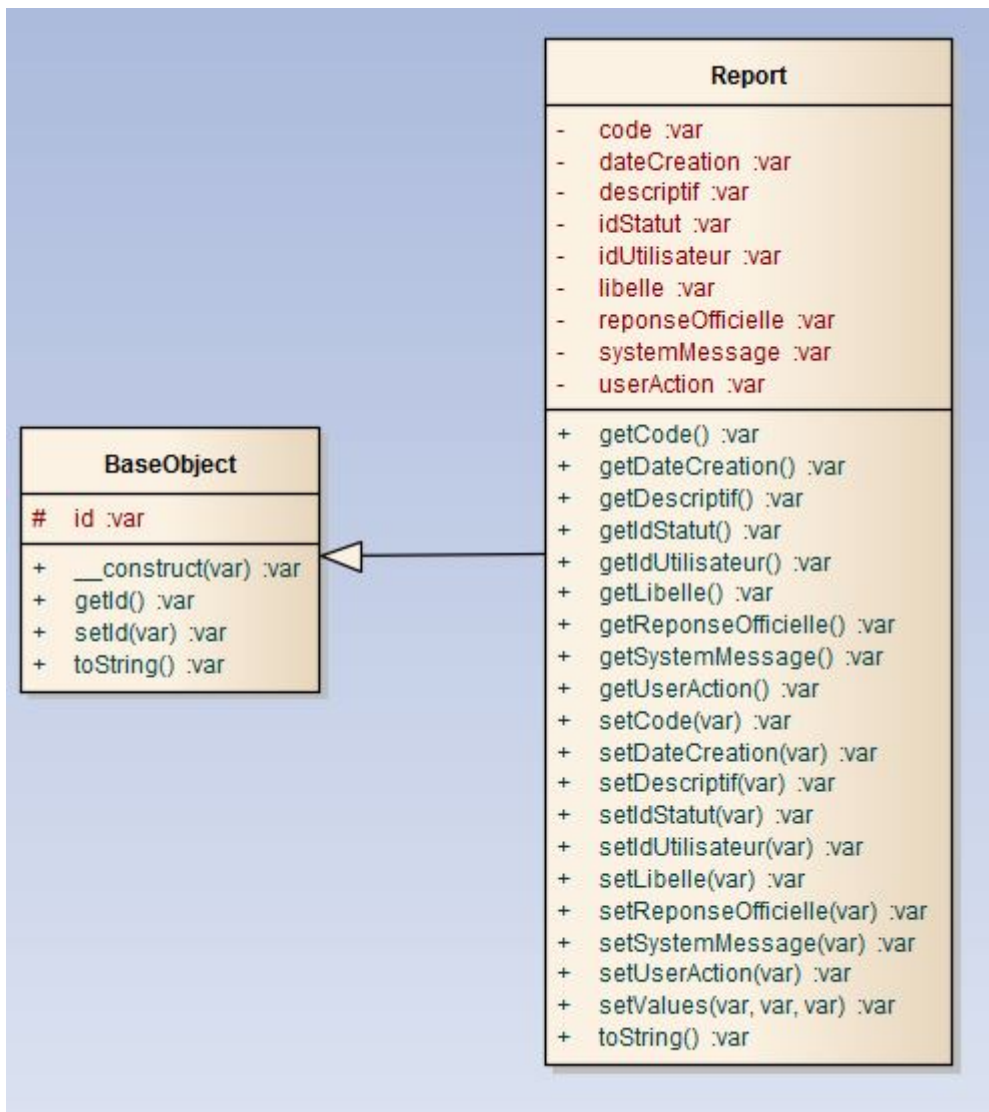 Report
- code :var
- dateCreation :var
- descriptif :var
- idStatut :var
- idUtilisateur :var
- libelle :var
- reponseOfficielle :var
- systemMessage :var
- userAction :var
+ getCode() :var
+ getDateCreation() :var
+ getDescriptif() :var
+ getIdStatut() :var
+ getIdUtilisateur() :var
+ getLibelle() :var
+ getReponseOfficielle() :var
+ getSystemMessage() :var
+ getUserAction() :var
+ setCode(var) :var
+ setDateCreation(var) :var
+ setDescriptif(var) :var
+ setIdStatut(var) :var
+ setIdUtilisateur(var) :var
+ setLibelle(var) :var
+ setReponseOfficielle(var) :var
+ setSystemMessage(var) :var
+ setUserAction(var) :var
+ setValues(var, var, var) :var
+ toString() :var
BaseObject
# id :var
+ __construct(var) :var
+ getId() :var
+ setId(var) :var
+ toString() :var